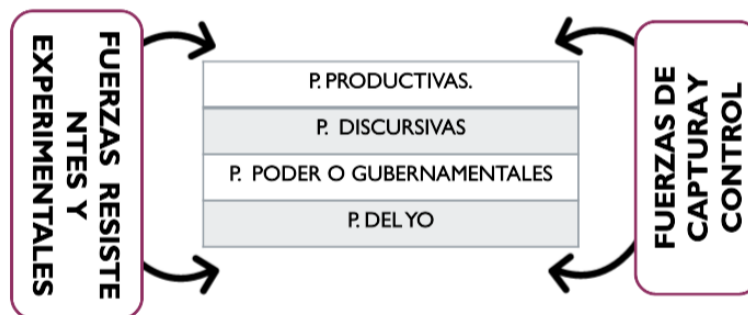 FUERZAS RESISTE
NTES Y
EXPERIMENTALES
P. PRODUCTIVAS.
P. DISCURSIVAS
P. PODER O GUBERNAMENTALES
P. DEL YO
FUERZAS DE
CAPTURA Y
CONTROL